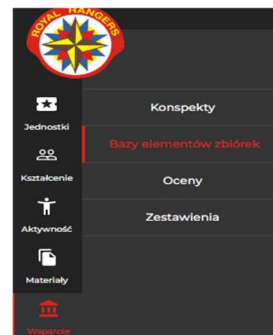 ROYAL RANGERS
Jednostki
Kształcenie
Aktywność
Materiały
Wsparcie
Konspekty
Bazy elementów zbiórek
Oceny
Zestawienia